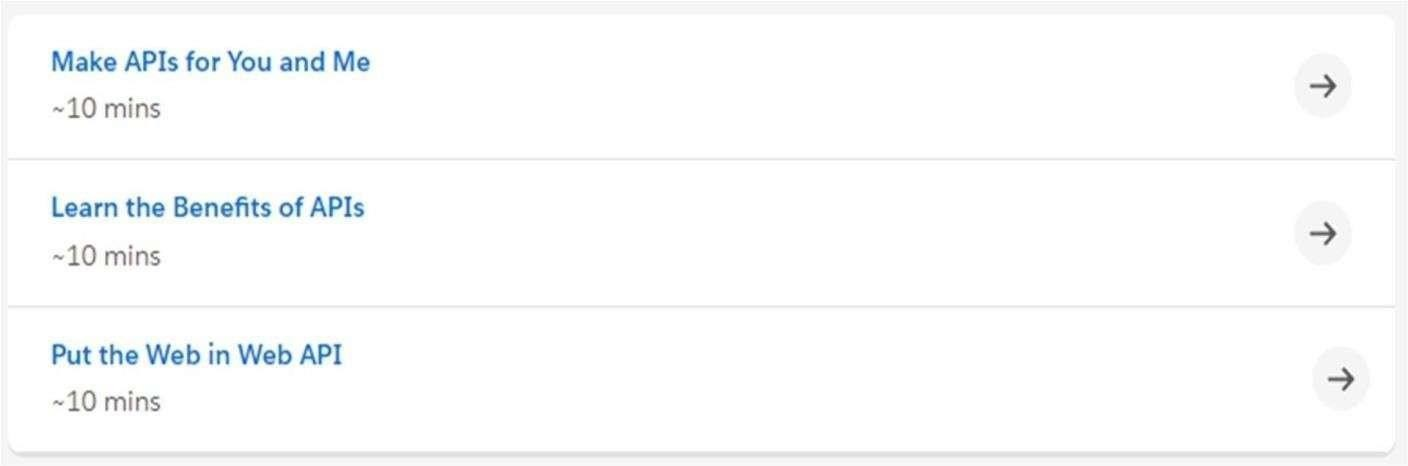 Make APIs for You and Me
~10 mins
Learn the Benefits of APIs
~10 mins
Put the Web in Web API
~10 mins